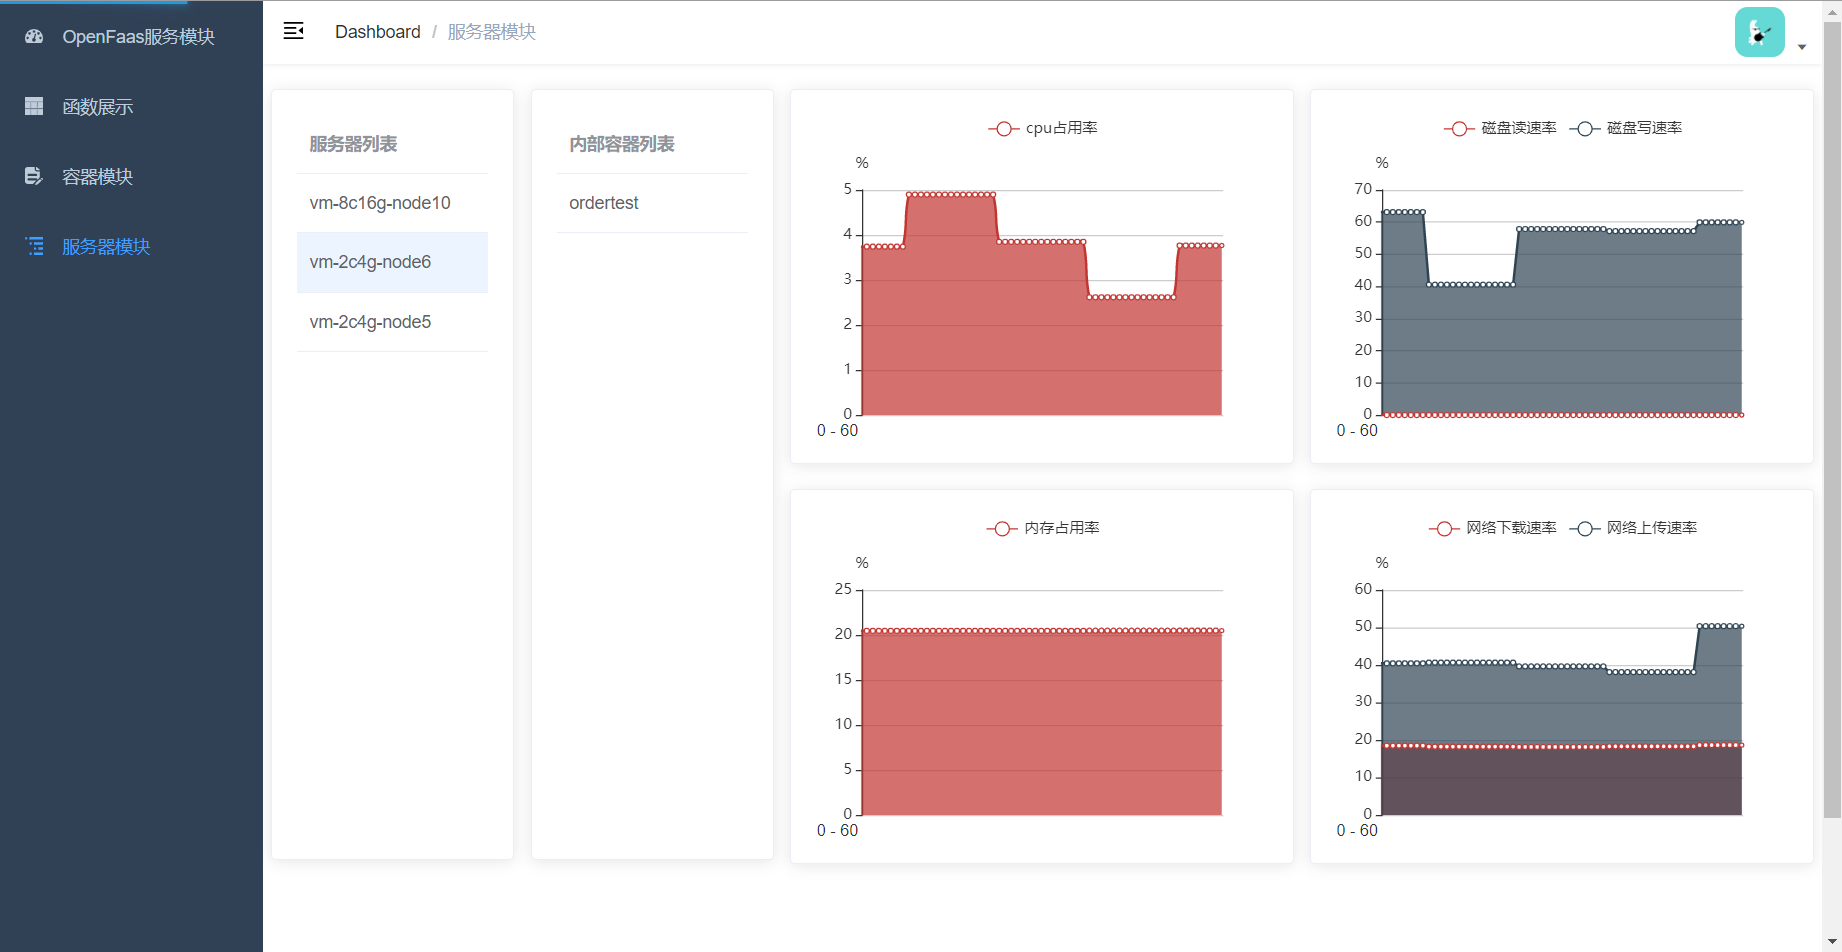 OpenFaas服务模块
函数展示
容器模块
服务器模块
Dashboard / 服务器模块
服务器列表
vm-8c16g-node10
vm-2c4g-node6
vm-2c4g-node5
内部容器列表
ordertest
cpu占用率
%
5
4
3
2
1
0
0 - 60
磁盘读速率 磁盘写速率
%
70
60
50
40
30
20
10
0
0 - 60
内存占用率
%
25
20
15
10
5
0
0 - 60
网络下载速率 网络上传速率
%
60
50
40
30
20
10
0
0 - 60